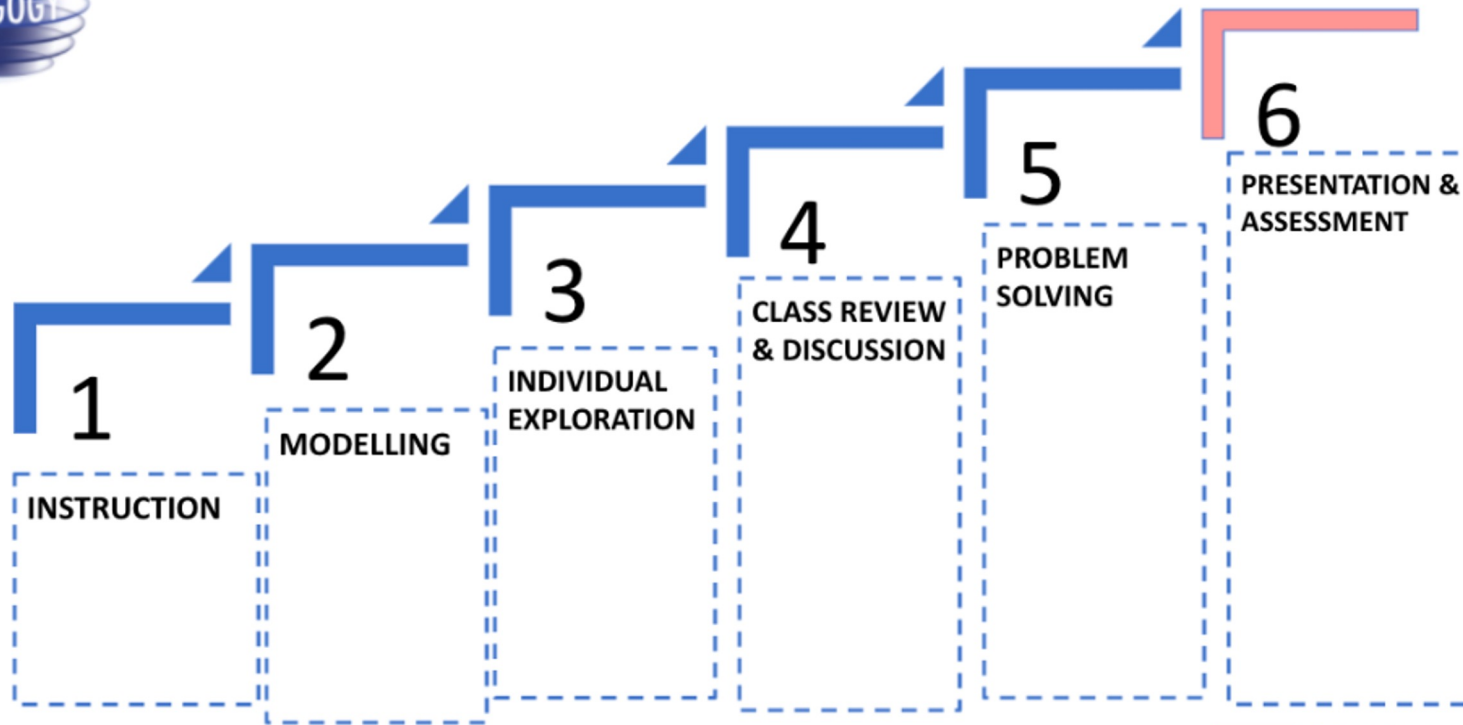 1
INSTRUCTION
2
MODELLING
3
INDIVIDUAL
EXPLORATION
4
CLASS REVIEW
& DISCUSSION
5
PROBLEM
SOLVING
6
PRESENTATION &
ASSESSMENT